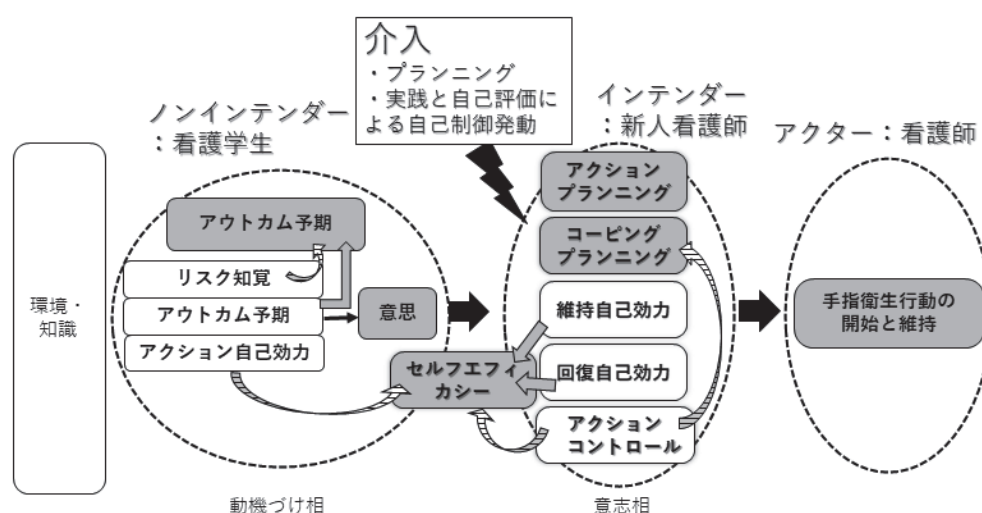 介入
・プランニング
・実践と自己評価に
よる自己制御発動
ノンインテンダー
：看護学生
インテンダー
：新人看護師
アクター：看護師
環境・
知識
アウトカム予期
リスク知覚
アウトカム予期
アクション自己効力
意思
セルフエフィ
カシー
アクション
プランニング
コーピング
プランニング
維持自己効力
回復自己効力
アクション
コントロール
手指衛生行動の
開始と維持
動機づけ相
意志相